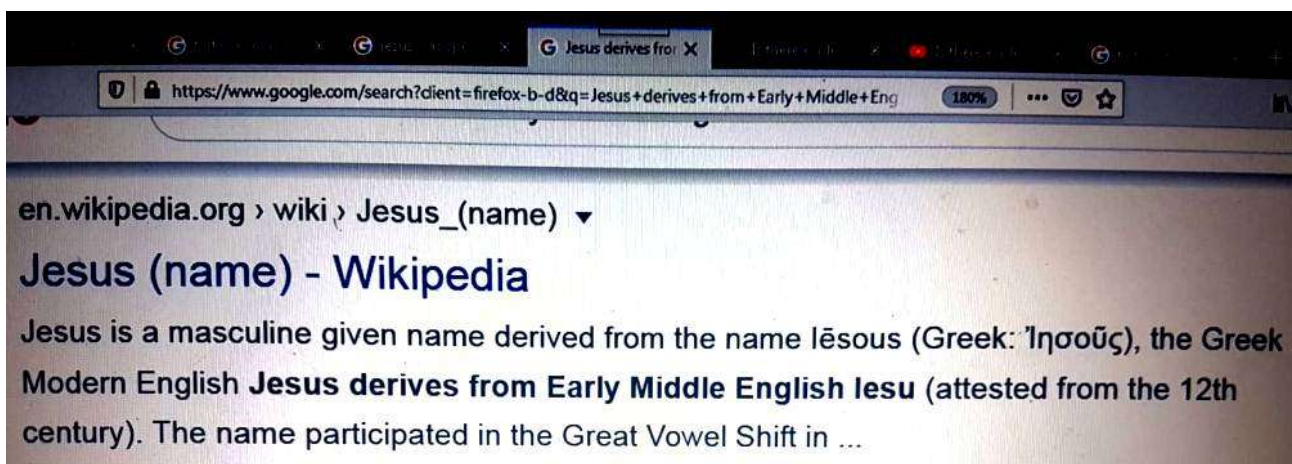 Jesus derives fror
https://www.google.com/search?client=firefox-b-d&q=Jesus+derives+from+Early+Middle+Eng 180%
en.wikipedia.org › wiki › Jesus_(name)
Jesus (name) - Wikipedia
Jesus is a masculine given name derived from the name Iēsous (Greek: Ἰησοῦς), the Greek
Modern English Jesus derives from Early Middle English Iesu (attested from the 12th
century). The name participated in the Great Vowel Shift in ...